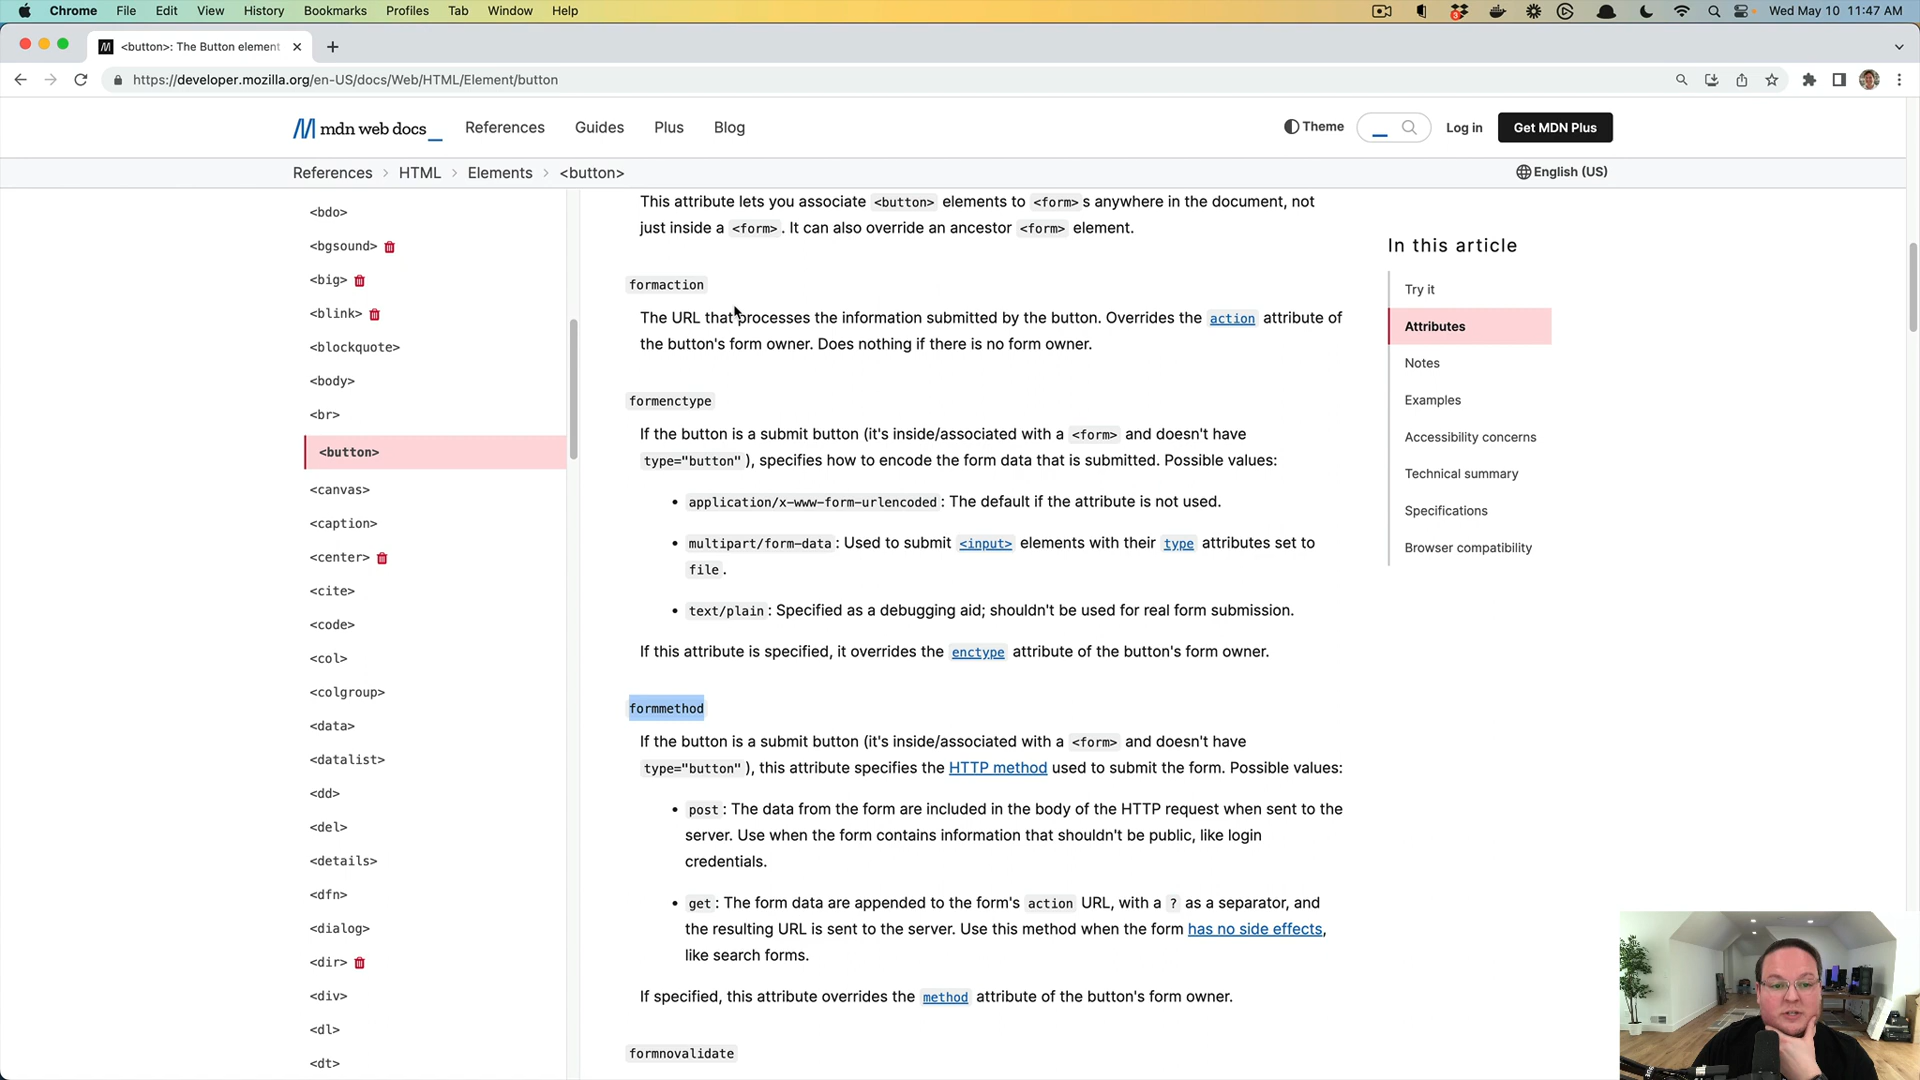 Chrome File Edit View History Bookmarks Profiles Tab Window Help Wed May 10 11:47 AM
<button>: The Button element
https://developer.mozilla.org/en-US/docs/Web/HTML/Element/button
mdn web docs_ References Guides Plus Blog Theme Log in Get MDN Plus
References > HTML > Elements > <button> English (US)
<bdo>
<bgsound>
<big>
<blink>
<blockquote>
<body>
<br>
<button>
<canvas>
<caption>
<center>
<cite>
<code>
<col>
<colgroup>
<data>
<datalist>
<dd>
<del>
<details>
<dfn>
<dialog>
<dir>
<div>
<dl>
<dt>
This attribute lets you associate <button> elements to <form>s anywhere in the document, not
just inside a <form>. It can also override an ancestor <form> element.
formaction
The URL that processes the information submitted by the button. Overrides the action attribute of
the button's form owner. Does nothing if there is no form owner.
formenctype
If the button is a submit button (it's inside/associated with a <form> and doesn't have
type="button"), specifies how to encode the form data that is submitted. Possible values:
• application/x-www-form-urlencoded: The default if the attribute is not used.
• multipart/form-data: Used to submit <input> elements with their type attributes set to
file.
• text/plain: Specified as a debugging aid; shouldn't be used for real form submission.
If this attribute is specified, it overrides the enctype attribute of the button's form owner.
formmethod
If the button is a submit button (it's inside/associated with a <form> and doesn't have
type="button"), this attribute specifies the HTTP method used to submit the form. Possible values:
• post: The data from the form are included in the body of the HTTP request when sent to the
server. Use when the form contains information that shouldn't be public, like login
credentials.
• get: The form data are appended to the form's action URL, with a ? as a separator, and
the resulting URL is sent to the server. Use this method when the form has no side effects,
like search forms.
If specified, this attribute overrides the method attribute of the button's form owner.
formnovalidate
In this article
Try it
Attributes
Notes
Examples
Accessibility concerns
Technical summary
Specifications
Browser compatibility